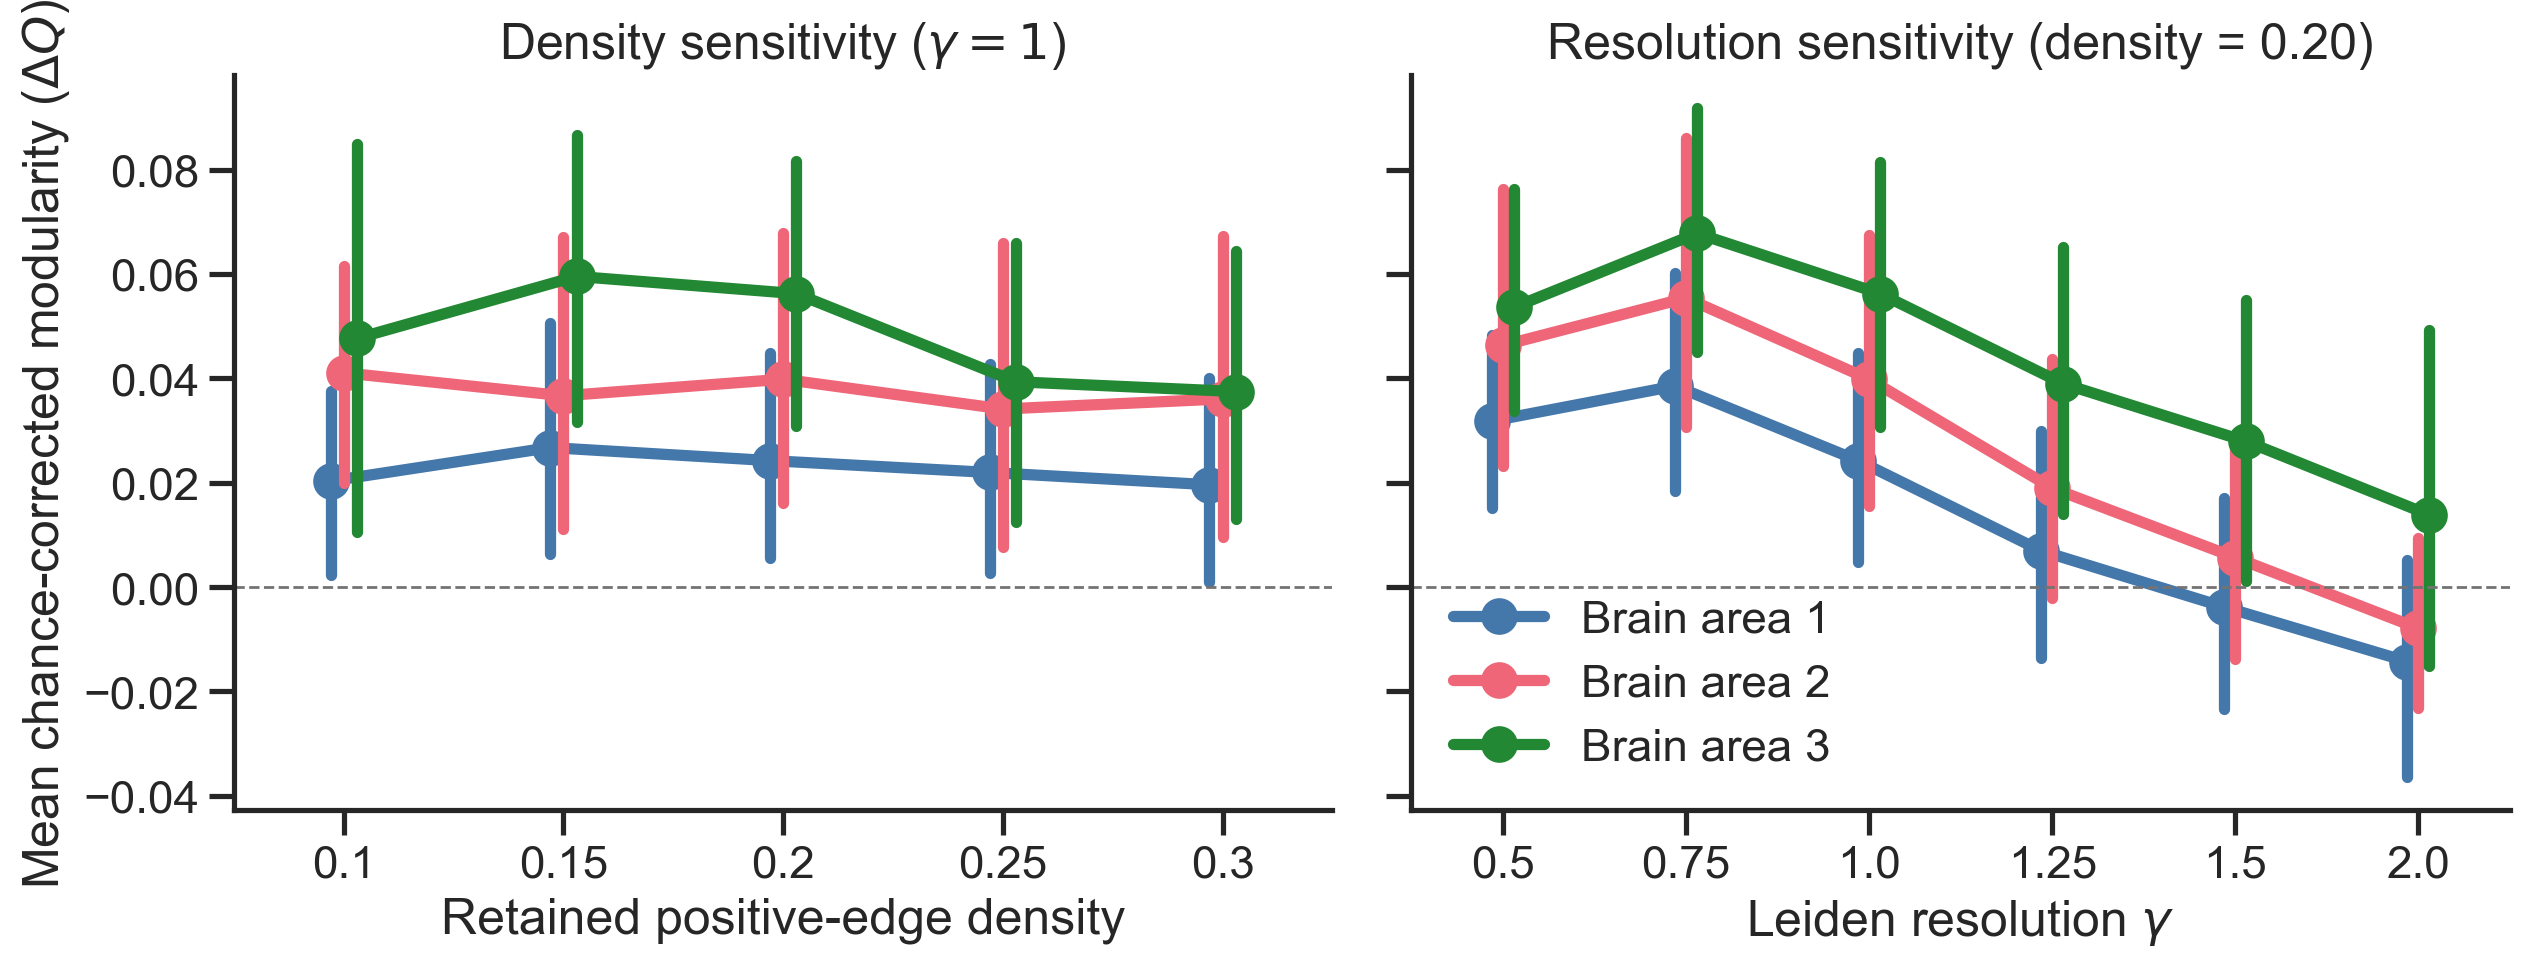 Density sensitivity (γ = 1)
Resolution sensitivity (density = 0.20)
Mean chance-corrected modularity (ΔQ)
0.08
0.06
0.04
0.02
0.00
−0.02
−0.04
0.1 0.15 0.2 0.25 0.3
Retained positive-edge density
Brain area 1
Brain area 2
Brain area 3
0.5 0.75 1.0 1.25 1.5 2.0
Leiden resolution γ